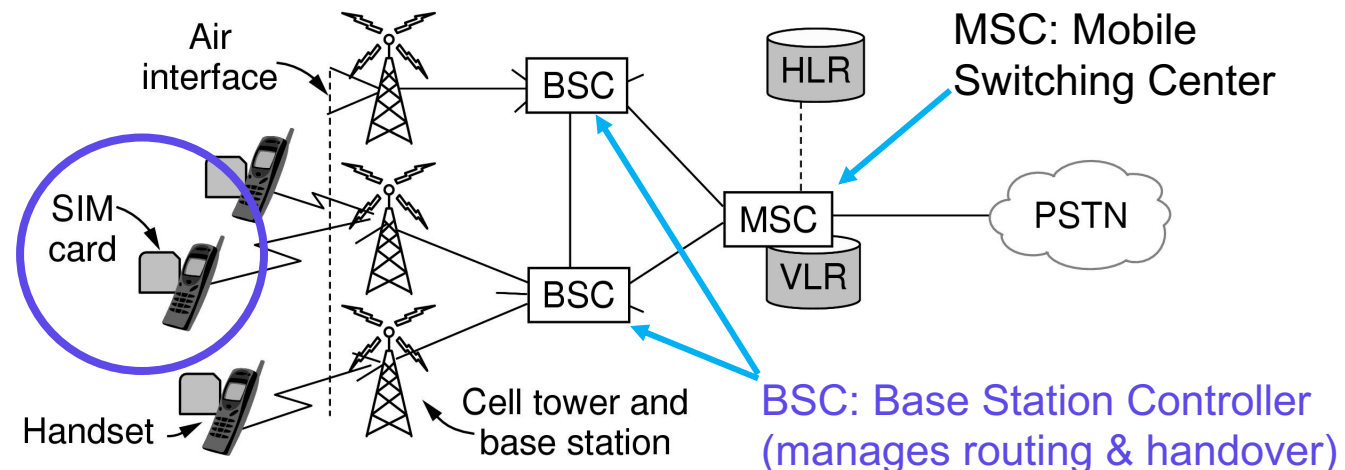 Air
interface
BSC
HLR
MSC: Mobile
Switching Center
SIM
card
MSC
PSTN
VLR
BSC
Handset
Cell tower and
base station
BSC: Base Station Controller
(manages routing & handover)